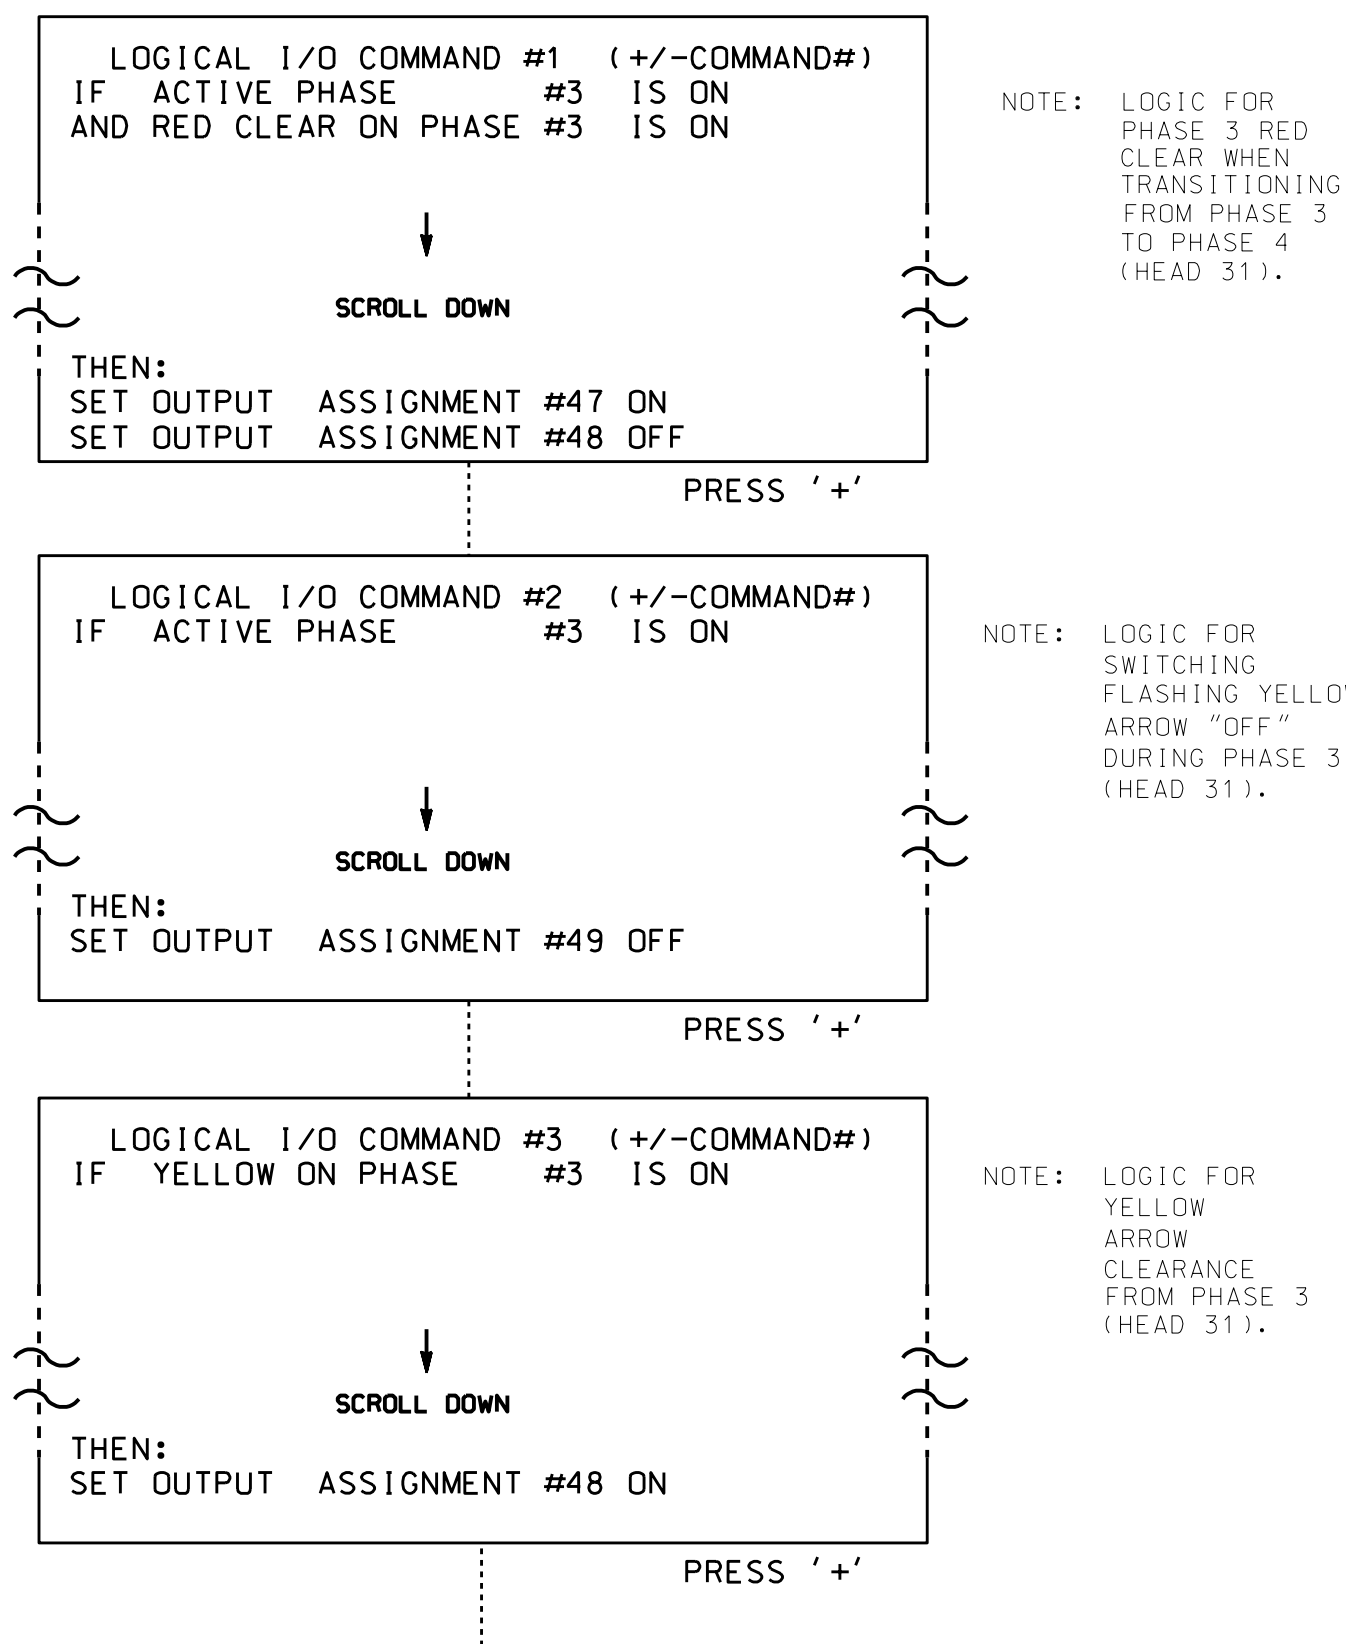 LOGICAL I/O COMMAND #1 (+/-COMMAND#)
IF ACTIVE PHASE #3 IS ON
AND RED CLEAR ON PHASE #3 IS ON
SCROLL DOWN
THEN:
SET OUTPUT ASSIGNMENT #47 ON
SET OUTPUT ASSIGNMENT #48 OFF
PRESS '+'
NOTE: LOGIC FOR
PHASE 3 RED
CLEAR WHEN
TRANSITIONING
FROM PHASE 3
TO PHASE 4
(HEAD 31).
LOGICAL I/O COMMAND #2 (+/-COMMAND#)
IF ACTIVE PHASE #3 IS ON
SCROLL DOWN
THEN:
SET OUTPUT ASSIGNMENT #49 OFF
PRESS '+'
NOTE: LOGIC FOR
SWITCHING
FLASHING YELLOW
ARROW "OFF"
DURING PHASE 3
(HEAD 31).
LOGICAL I/O COMMAND #3 (+/-COMMAND#)
IF YELLOW ON PHASE #3 IS ON
SCROLL DOWN
THEN:
SET OUTPUT ASSIGNMENT #48 ON
PRESS '+'
NOTE: LOGIC FOR
YELLOW
ARROW
CLEARANCE
FROM PHASE 3
(HEAD 31).